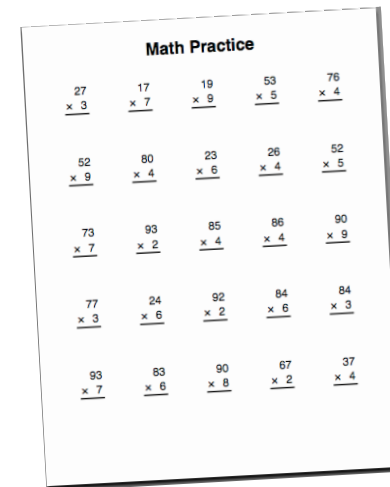 Math Practice
27 17 19 53 76
× 3 × 7 × 9 × 5 × 4
52 80 23 26 52
× 9 × 4 × 6 × 4 × 5
73 93 85 86 90
× 7 × 2 × 4 × 4 × 9
77 24 92 84 84
× 3 × 6 × 2 × 6 × 3
93 83 90 67 37
× 7 × 6 × 8 × 2 × 4